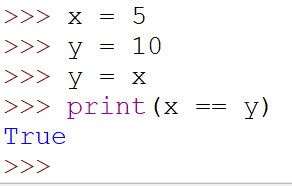 >>> x = 5
>>> y = 10
>>> y = x
>>> print(x == y)
True
>>>